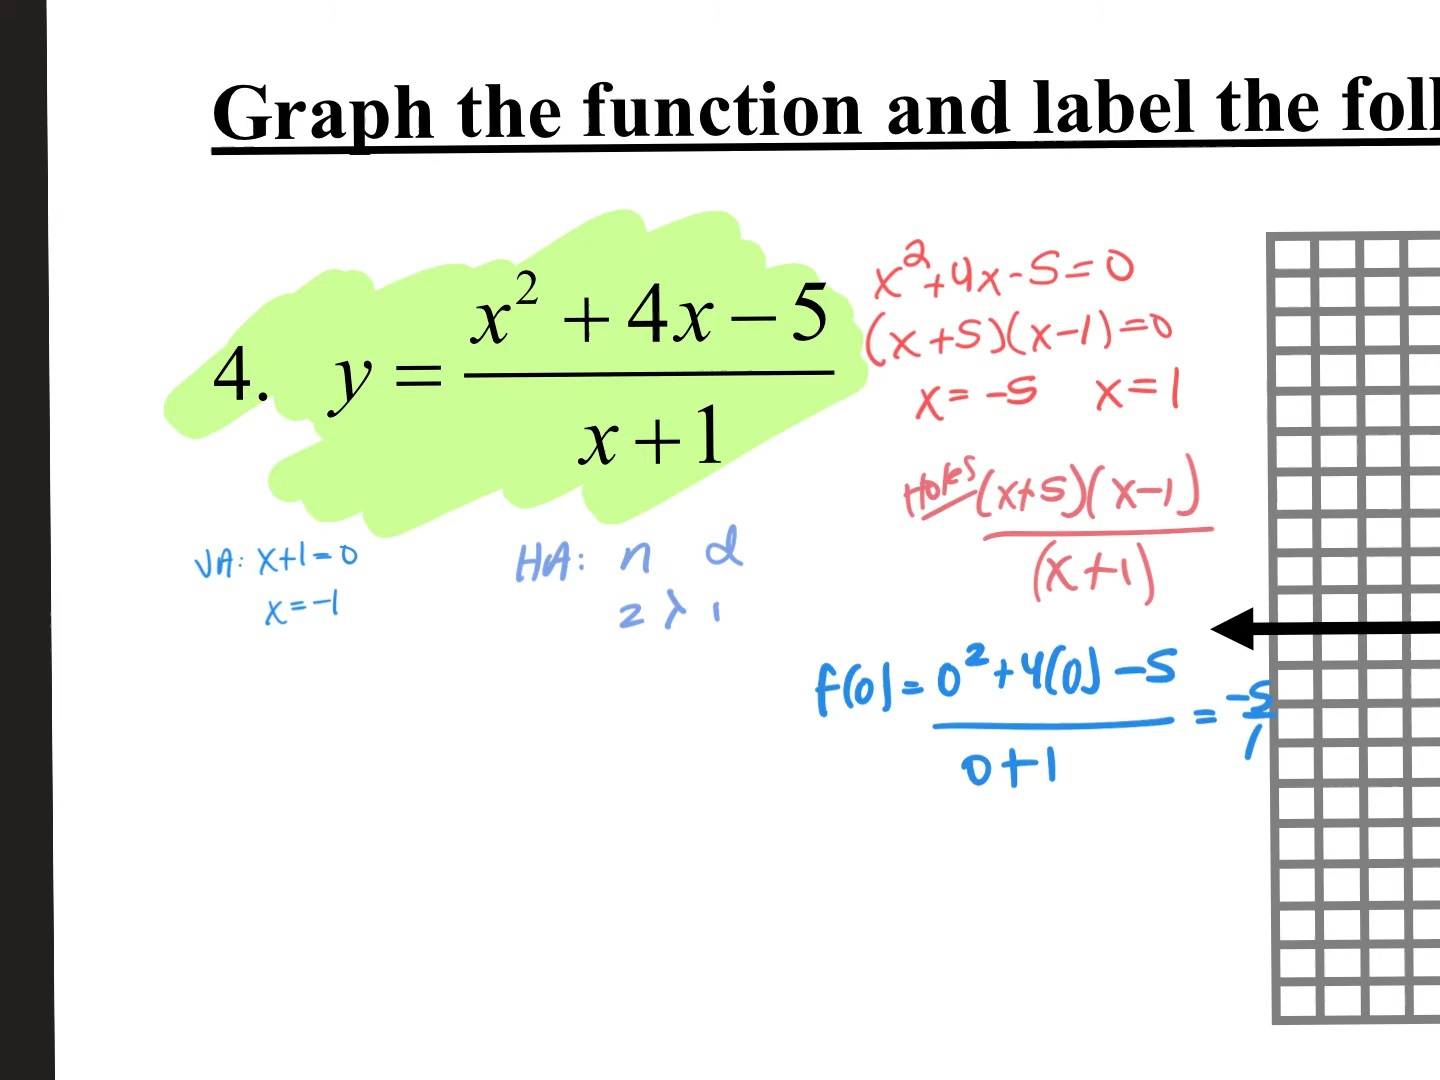 Graph the function and label the foll
4. y = (x² + 4x − 5)/(x + 1)
x² + 4x - 5 = 0
(x + 5)(x - 1) = 0
x = -5 x = 1
Holes (x+5)(x-1)/(x+1)
VA: x+1=0
x = -1
HA: n d
2 > 1
f(0) = (0² + 4(0) - 5)/(0+1) = -5/1